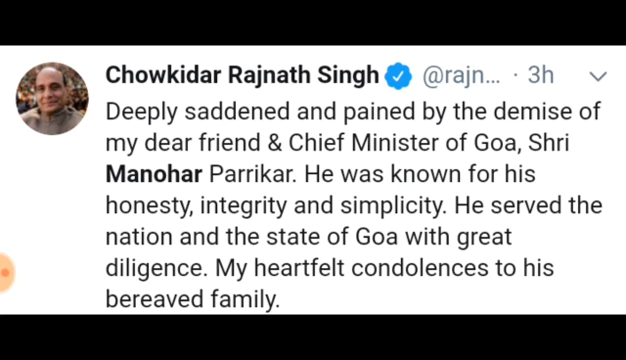 Chowkidar Rajnath Singh @rajn... · 3h
Deeply saddened and pained by the demise of
my dear friend & Chief Minister of Goa, Shri
Manohar Parrikar. He was known for his
honesty, integrity and simplicity. He served the
nation and the state of Goa with great
diligence. My heartfelt condolences to his
bereaved family.